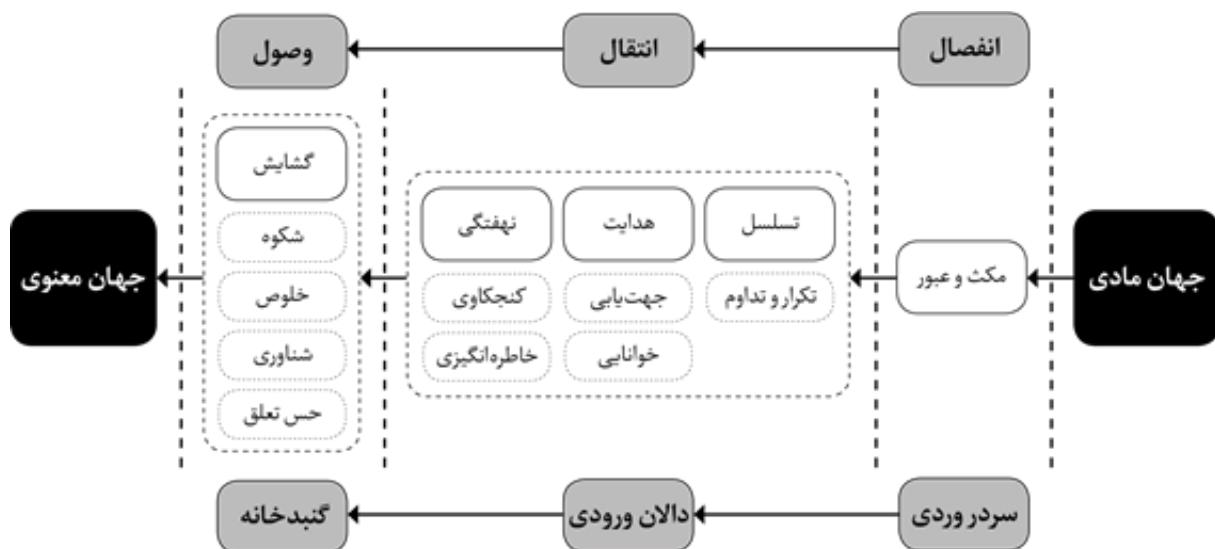 انفصال
انتقال
وصول
جهان مادی
مکث و عبور
تسلسل
هدایت
نهفتگی
تکرار و تداوم
جهت‌یابی
کنجکاوی
خوانایی
خاطره‌انگیزی
گشایش
شکوه
خلوص
شناوری
حس تعلق
جهان معنوی
سردر وردی
دالان ورودی
گنبدخانه